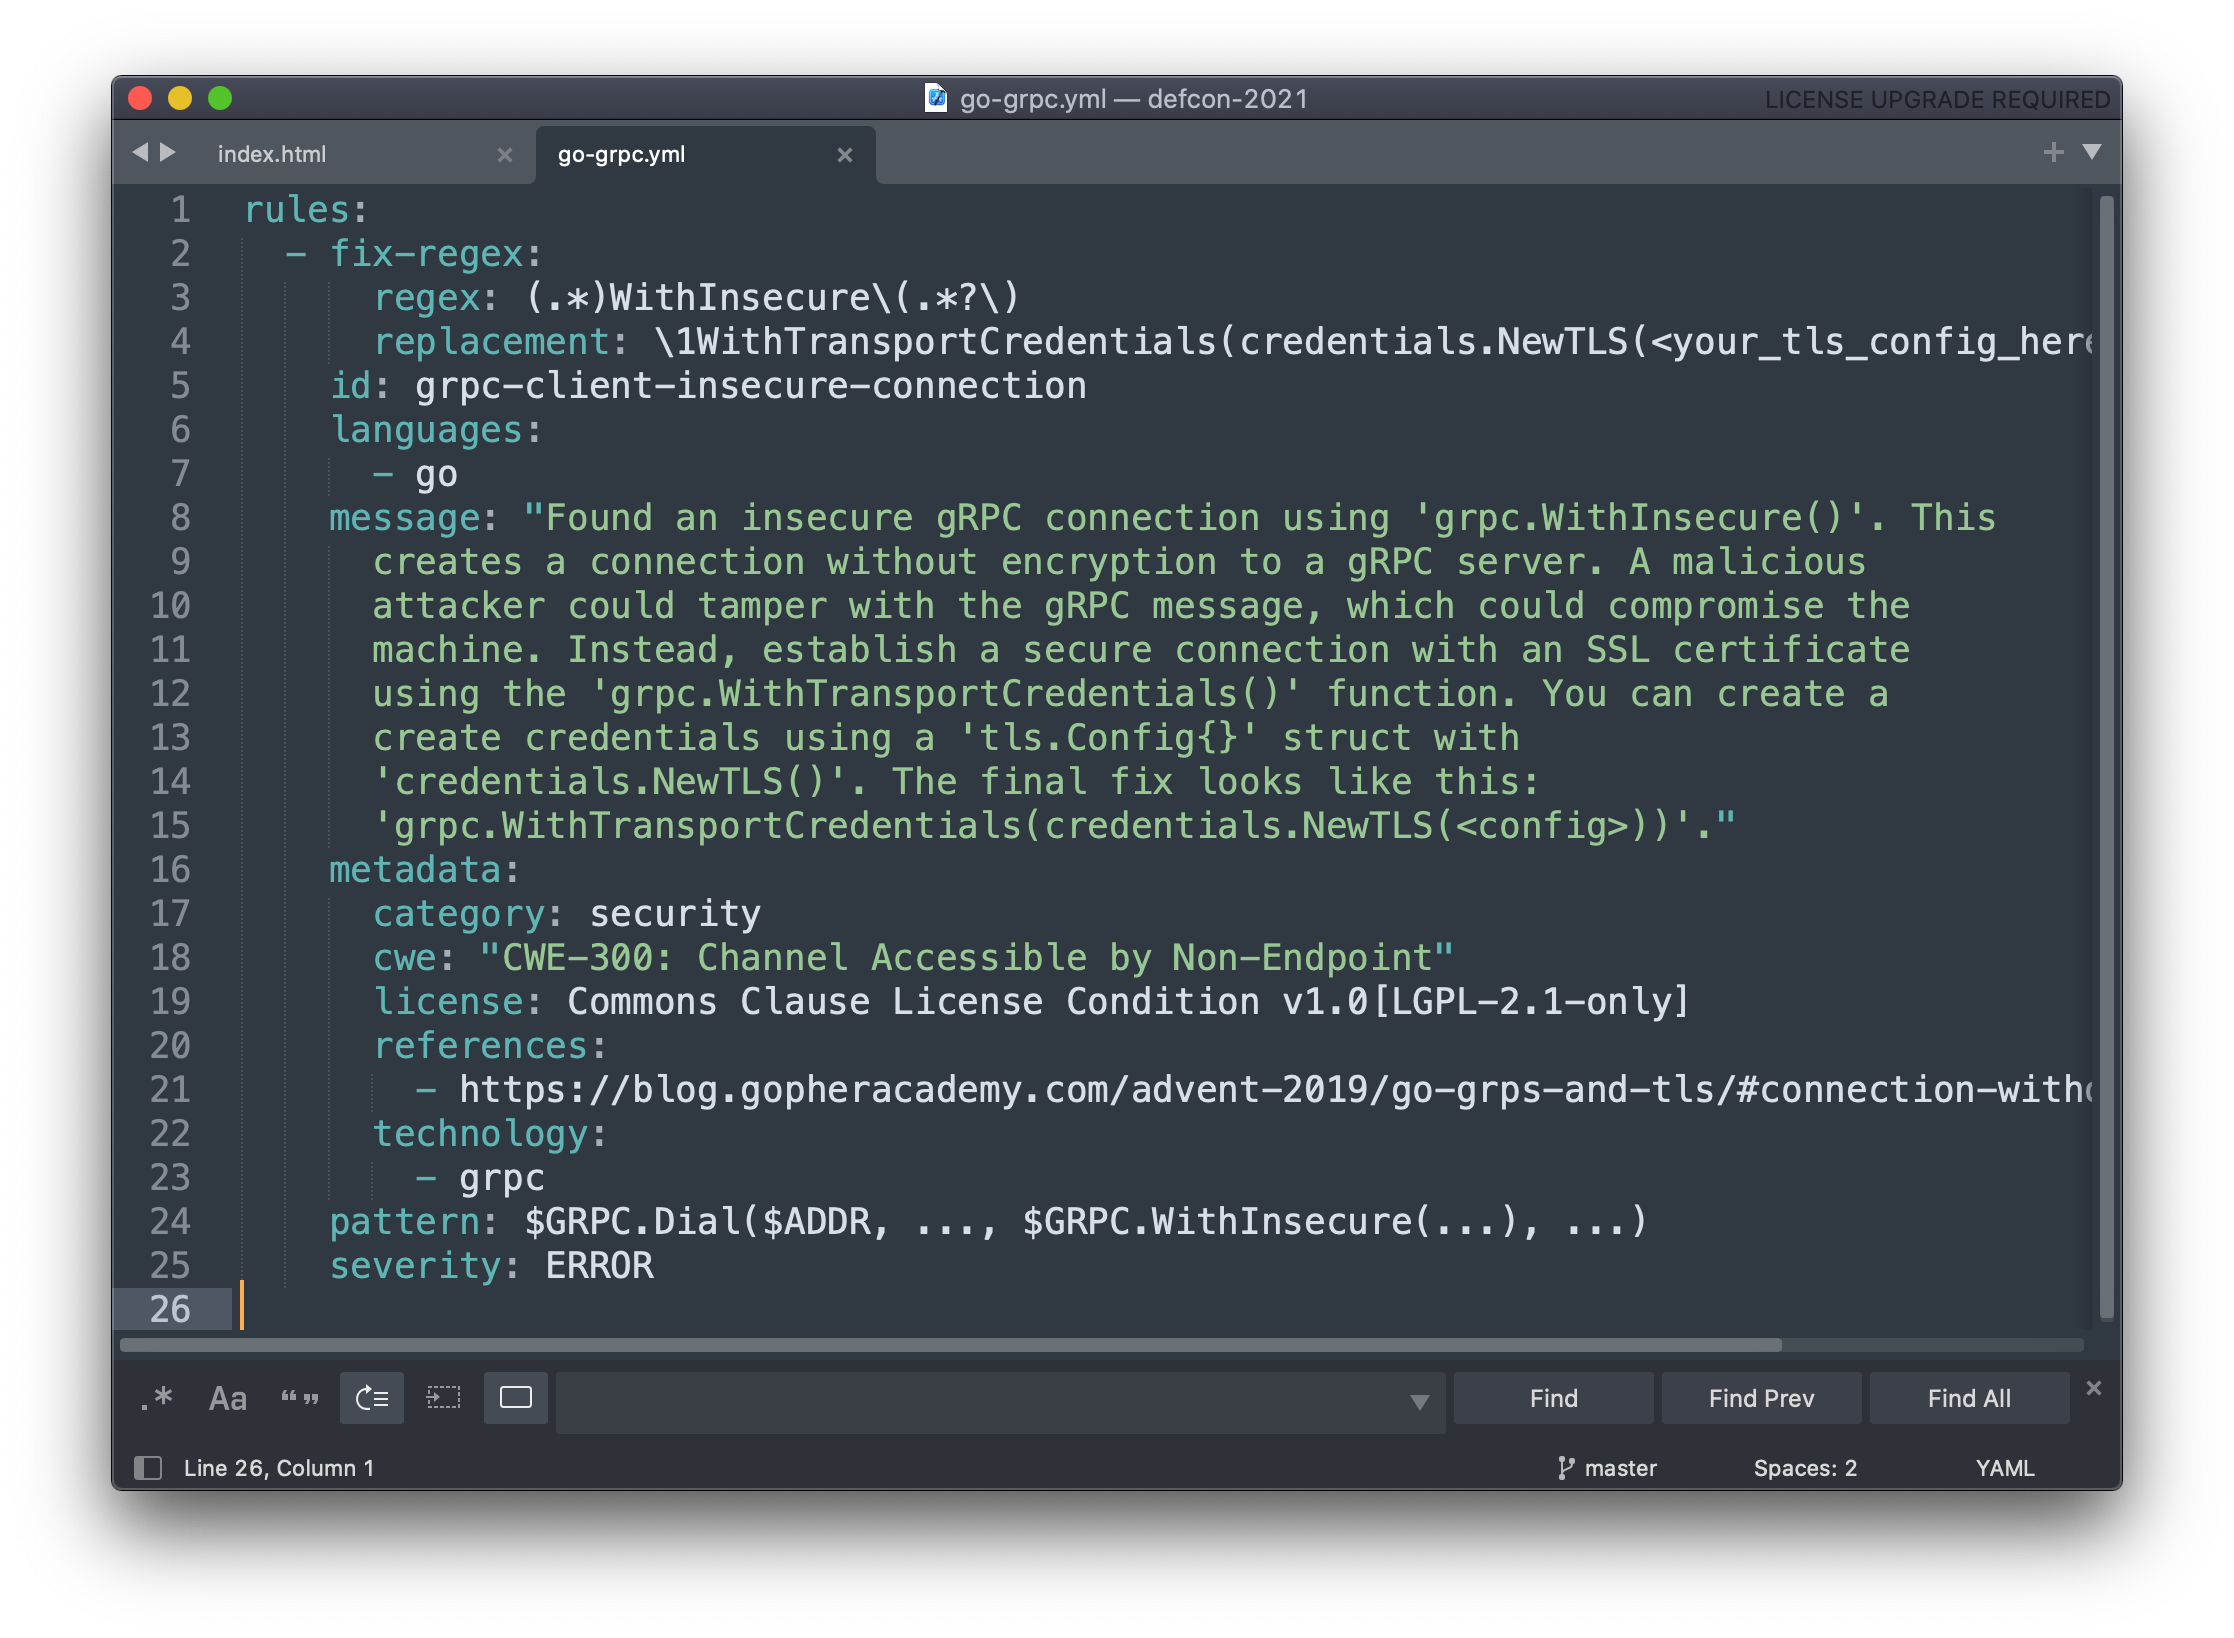 go-grpc.yml — defcon-2021
LICENSE UPGRADE REQUIRED
index.html
go-grpc.yml
1 rules:
2   - fix-regex:
3       regex: (.*)WithInsecure\(.*?\)
4       replacement: \1WithTransportCredentials(credentials.NewTLS(<your_tls_config_here
5     id: grpc-client-insecure-connection
6     languages:
7       - go
8     message: "Found an insecure gRPC connection using 'grpc.WithInsecure()'. This
9       creates a connection without encryption to a gRPC server. A malicious
10       attacker could tamper with the gRPC message, which could compromise the
11       machine. Instead, establish a secure connection with an SSL certificate
12       using the 'grpc.WithTransportCredentials()' function. You can create a
13       create credentials using a 'tls.Config{}' struct with
14       'credentials.NewTLS()'. The final fix looks like this:
15       'grpc.WithTransportCredentials(credentials.NewTLS(<config>))'."
16     metadata:
17       category: security
18       cwe: "CWE-300: Channel Accessible by Non-Endpoint"
19       license: Commons Clause License Condition v1.0[LGPL-2.1-only]
20       references:
21         - https://blog.gopheracademy.com/advent-2019/go-grps-and-tls/#connection-witho
22       technology:
23         - grpc
24     pattern: $GRPC.Dial($ADDR, ..., $GRPC.WithInsecure(...), ...)
25     severity: ERROR
26
.* Aa “ ” Find Find Prev Find All
Line 26, Column 1 master Spaces: 2 YAML